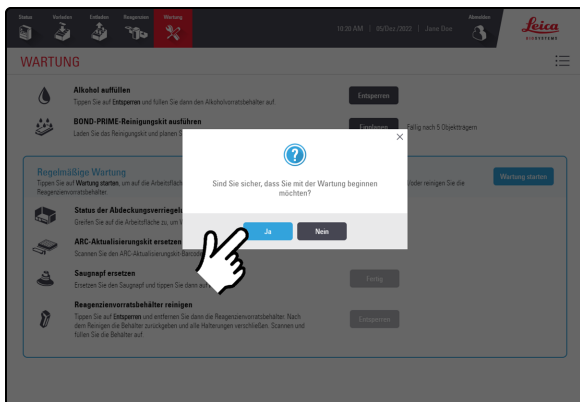 Status Vorladen Entladen Reagenzien Wartung
10:26 AM | 05/Dez./2022 | Jane Doe
Abmelden
Leica
BIOSYSTEMS
WARTUNG
Alkohol auffüllen
Tippen Sie auf Entsperren und füllen Sie dann den Alkoholvorratsbehälter auf.
Entsperren
BOND-PRIME-Reinigungskit ausführen
Laden Sie das Reinigungskit und planen S
Fällig nach 5 Objektträgern
Regelmäßige Wartung
Tippen Sie auf Wartung starten, um auf die Arbeitsfläch
/oder reinigen Sie die
Reagenzienvorratsbehälter.
Wartung starten
Sind Sie sicher, dass Sie mit der Wartung beginnen
möchten?
Ja Nein
Status der Abdeckungsverriegelu
Greifen Sie auf die Arbeitsfläche zu, um V
ARC-Aktualisierungskit ersetzen
Scannen Sie den ARC-Aktualisierungskit-Barcode
Saugnapf ersetzen
Ersetzen Sie den Saugnapf und tippen Sie dann auf
Fertig
Reagenzienvorratsbehälter reinigen
Tippen Sie auf Entsperren und entfernen Sie dann die Reagenzienvorratsbehälter. Nach
dem Reinigen die Behälter zurückgeben und alle Halterungen verschließen. Scannen und
füllen Sie die Behälter auf.
Entsperren